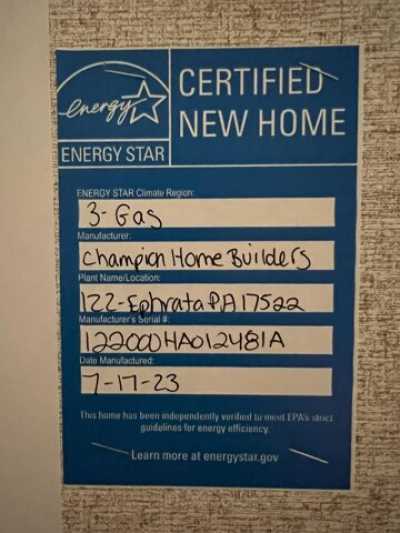 energy
ENERGY STAR
CERTIFIED
NEW HOME
ENERGY STAR Climate Region:
3-Gas
Manufacturer:
Champion Home Builders
Plant Name/Location:
122-Ephrata PA 17522
Manufacturer's Serial #:
122000HA012481A
Date Manufactured:
7-17-23
This home has been independently verified to meet EPA's strict
guidelines for energy efficiency.
Learn more at energystar.gov